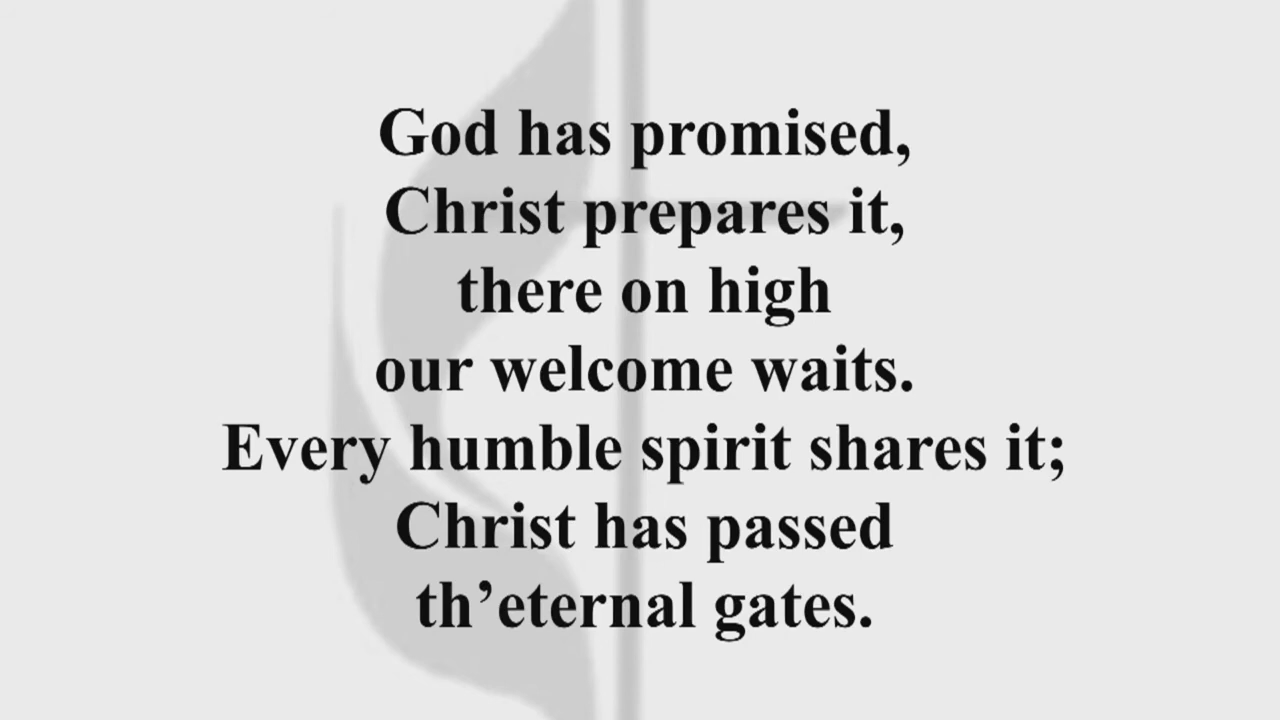 God has promised,
Christ prepares it,
there on high
our welcome waits.
Every humble spirit shares it;
Christ has passed
th’eternal gates.